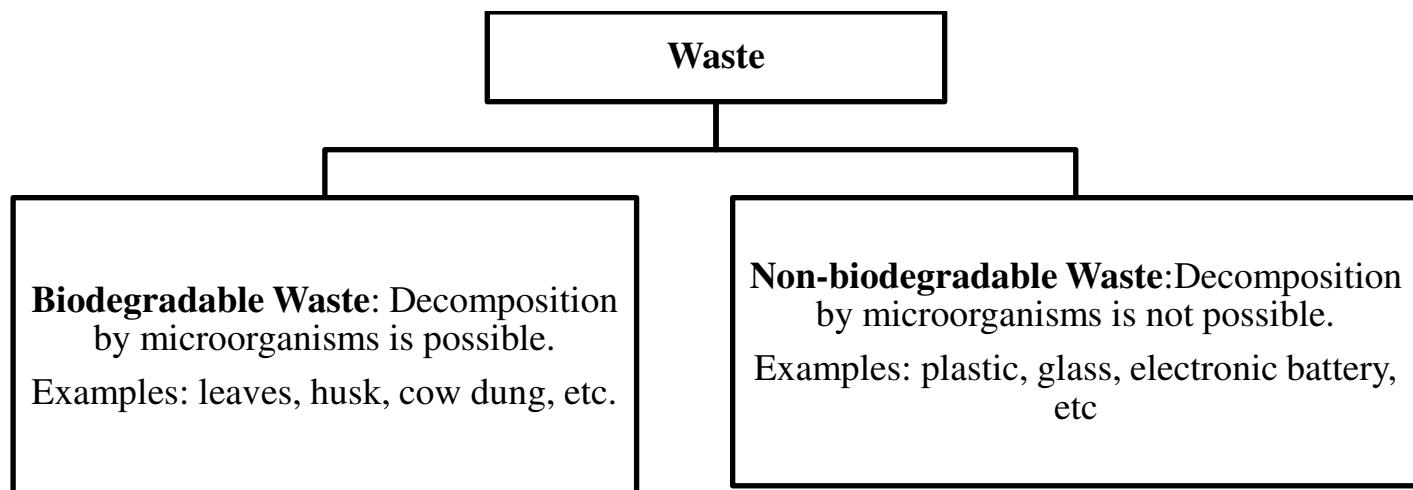 Waste
Biodegradable Waste: Decomposition
by microorganisms is possible.
Examples: leaves, husk, cow dung, etc.
Non-biodegradable Waste:Decomposition
by microorganisms is not possible.
Examples: plastic, glass, electronic battery,
etc